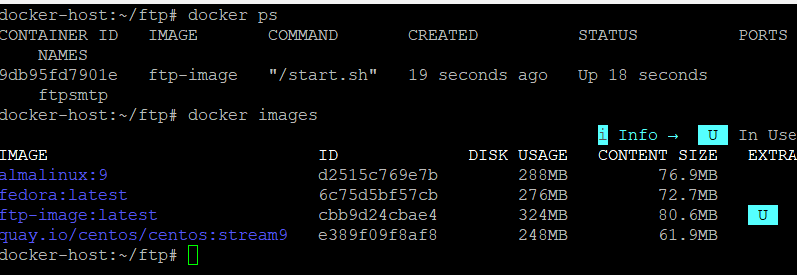 docker-host:~/ftp# docker ps
CONTAINER ID   IMAGE       COMMAND       CREATED          STATUS          PORTS
    NAMES
9db95fd7901e   ftp-image   "/start.sh"   19 seconds ago   Up 18 seconds
    ftpsmtp
docker-host:~/ftp# docker images
i Info →   U  In Use
IMAGE                          ID             DISK USAGE   CONTENT SIZE   EXTRA
almalinux:9                    d2515c769e7b        288MB         76.9MB
fedora:latest                  6c75d5bf57cb        276MB         72.7MB
ftp-image:latest               cbb9d24cbae4        324MB         80.6MB    U
quay.io/centos/centos:stream9  e389f09f8af8        248MB         61.9MB
docker-host:~/ftp#